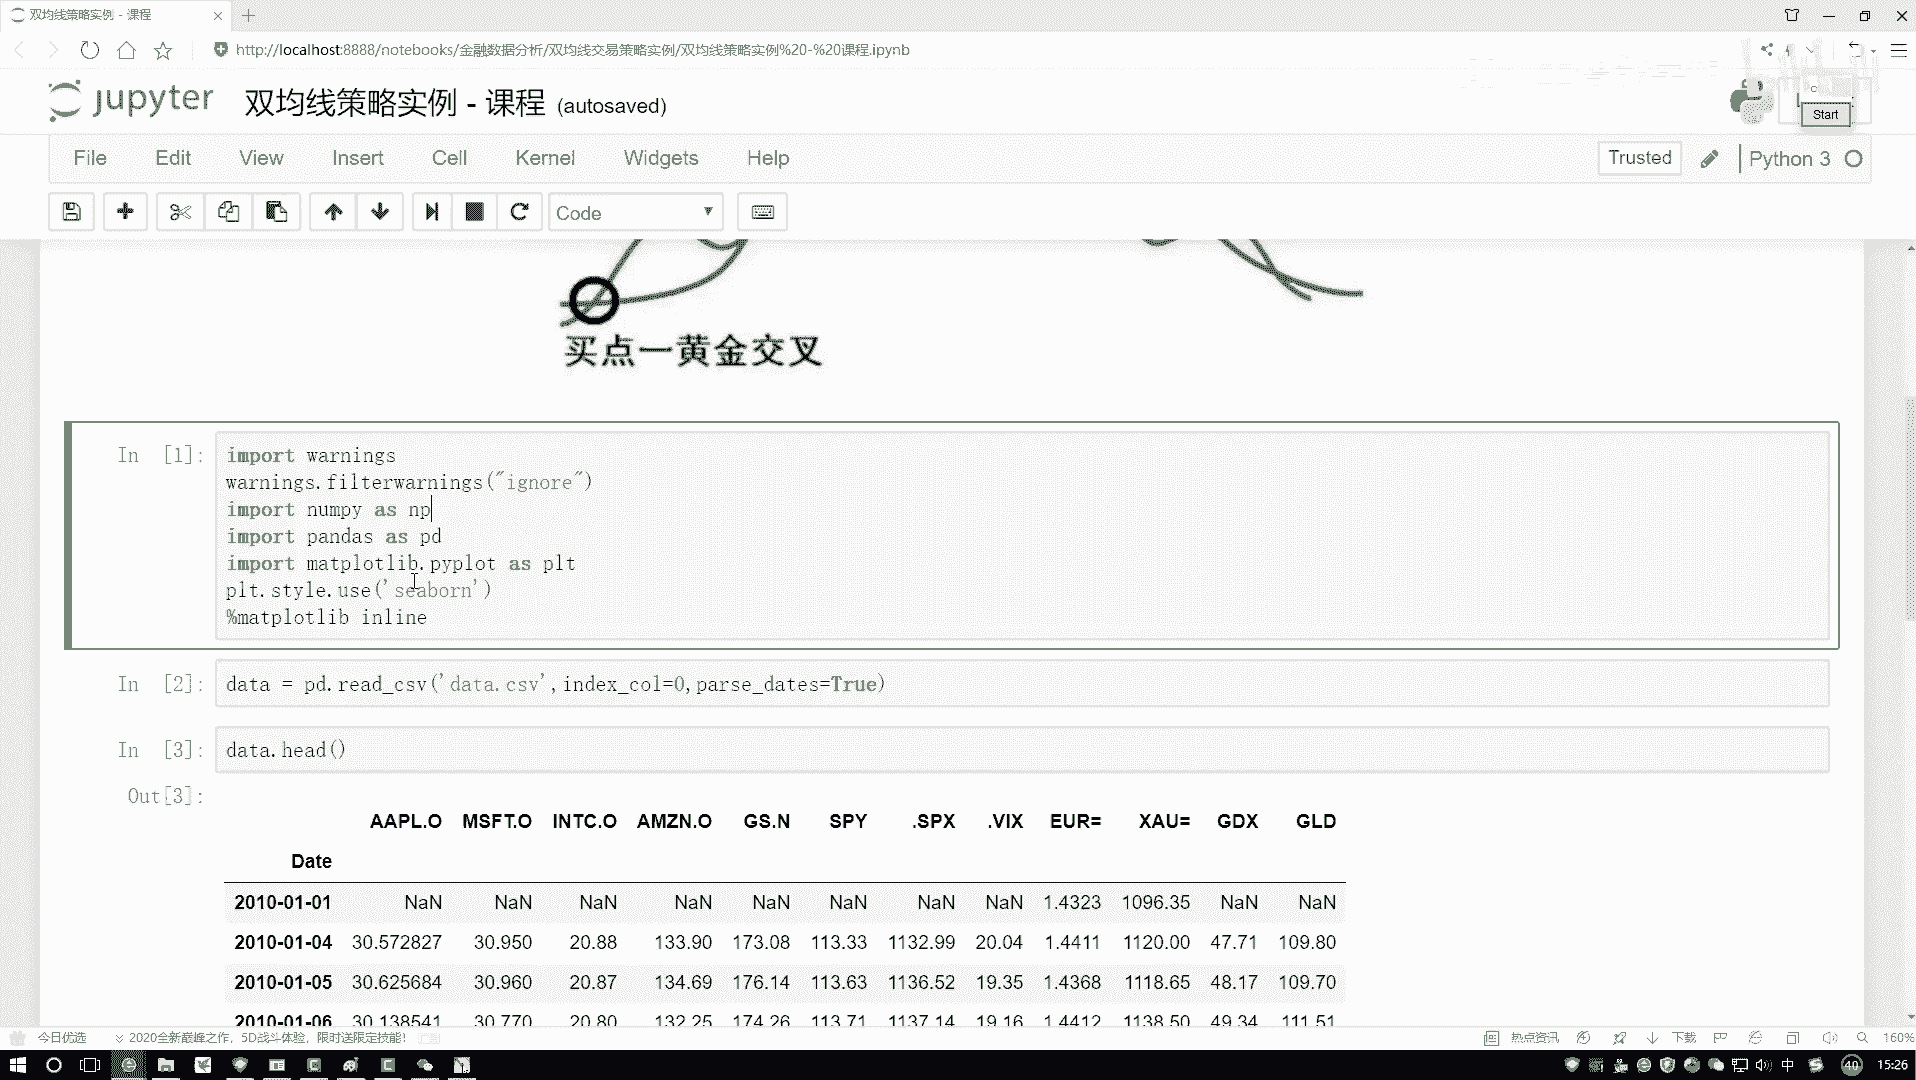 双均线策略实例 - 课程
http://localhost:8888/notebooks/金融数据分析/双均线交易策略实例/双均线策略实例%20-%20课程.ipynb
jupyter 双均线策略实例 - 课程 (autosaved)
Start
File Edit View Insert Cell Kernel Widgets Help
Trusted Python 3
Code
买点一黄金交叉
In [1]:
import warnings
warnings.filterwarnings("ignore")
import numpy as np
import pandas as pd
import matplotlib.pyplot as plt
plt.style.use('seaborn')
%matplotlib inline
In [2]: data = pd.read_csv('data.csv',index_col=0,parse_dates=True)
In [3]: data.head()
Out[3]:
AAPL.O MSFT.O INTC.O AMZN.O GS.N SPY .SPX .VIX EUR= XAU= GDX GLD
Date
2010-01-01 NaN NaN NaN NaN NaN NaN NaN NaN 1.4323 1096.35 NaN NaN
2010-01-04 30.572827 30.950 20.88 133.90 173.08 113.33 1132.99 20.04 1.4411 1120.00 47.71 109.80
2010-01-05 30.625684 30.960 20.87 134.69 176.14 113.63 1136.52 19.35 1.4368 1118.65 48.17 109.70
2010-01-06 30.138541 30.770 20.80 132.25 174.26 113.71 1137.14 19.16 1.4412 1138.50 49.34 111.51
今日优选 2020全新巅峰之作，5D战斗体验，限时送限定技能！ 热点资讯 下载 160%
中 40 15:26